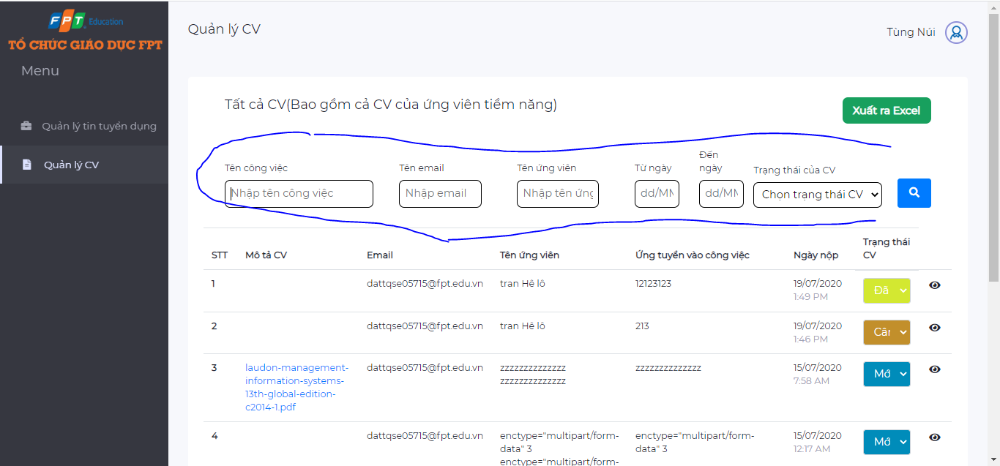 FPT Education
TỔ CHỨC GIÁO DỤC FPT
Menu
Quản lý tin tuyển dụng
Quản lý CV
Quản lý CV
Tùng Núi
Tất cả CV(Bao gồm cả CV của ứng viên tiềm năng)
Xuất ra Excel
Tên công việc
Tên email
Tên ứng viên
Từ ngày
Đến
ngày
Trạng thái của CV
Nhập tên công việc
Nhập email
Nhập tên ứng
dd/MM
dd/MM
Chọn trạng thái CV
STT
Mô tả CV
Email
Tên ứng viên
Ứng tuyển vào công việc
Ngày nộp
Trạng thái
CV
1
dattqse05715@fpt.edu.vn
tran Hê lô
12123123
19/07/2020
1:49 PM
Đã
2
dattqse05715@fpt.edu.vn
tran Hê lô
213
19/07/2020
1:46 PM
Cân
3
laudon-management-
information-systems-
13th-global-edition-
c2014-1.pdf
dattqse05715@fpt.edu.vn
zzzzzzzzzzzzzz
zzzzzzzzzzzzzz
zzzzzzzzzzzzzz
15/07/2020
7:58 AM
Mớ
4
dattqse05715@fpt.edu.vn
enctype="multipart/form-
data" 3
enctype="multipart/form-
enctype="multipart/form-
data" 3
15/07/2020
12:17 AM
Mớ